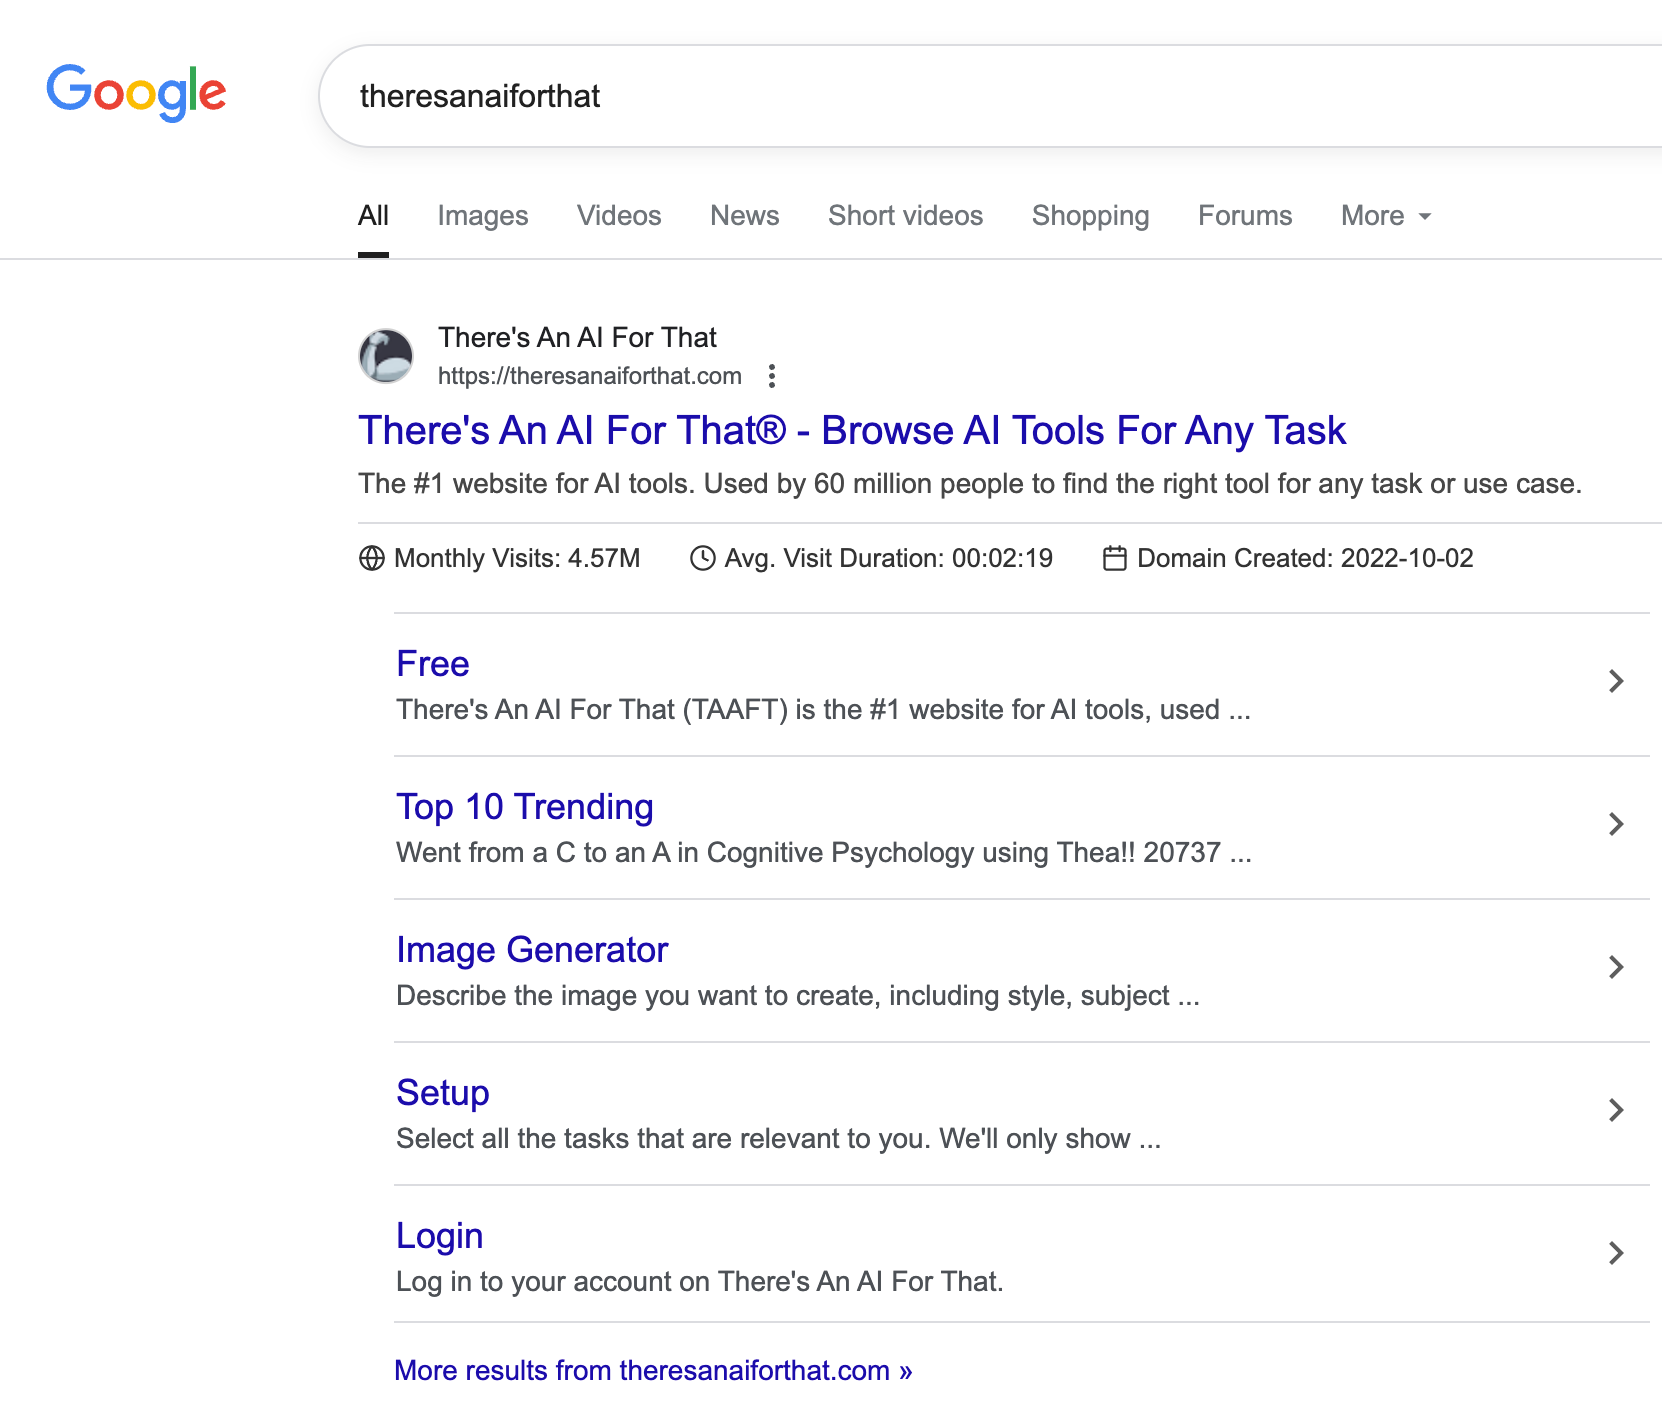 Google
theresanaiforthat
All Images Videos News Short videos Shopping Forums More
There's An AI For That
https://theresanaiforthat.com
There's An AI For That® - Browse AI Tools For Any Task
The #1 website for AI tools. Used by 60 million people to find the right tool for any task or use case.
Monthly Visits: 4.57M Avg. Visit Duration: 00:02:19 Domain Created: 2022-10-02
Free
There's An AI For That (TAAFT) is the #1 website for AI tools, used ...
Top 10 Trending
Went from a C to an A in Cognitive Psychology using Thea!! 20737 ...
Image Generator
Describe the image you want to create, including style, subject ...
Setup
Select all the tasks that are relevant to you. We'll only show ...
Login
Log in to your account on There's An AI For That.
More results from theresanaiforthat.com »